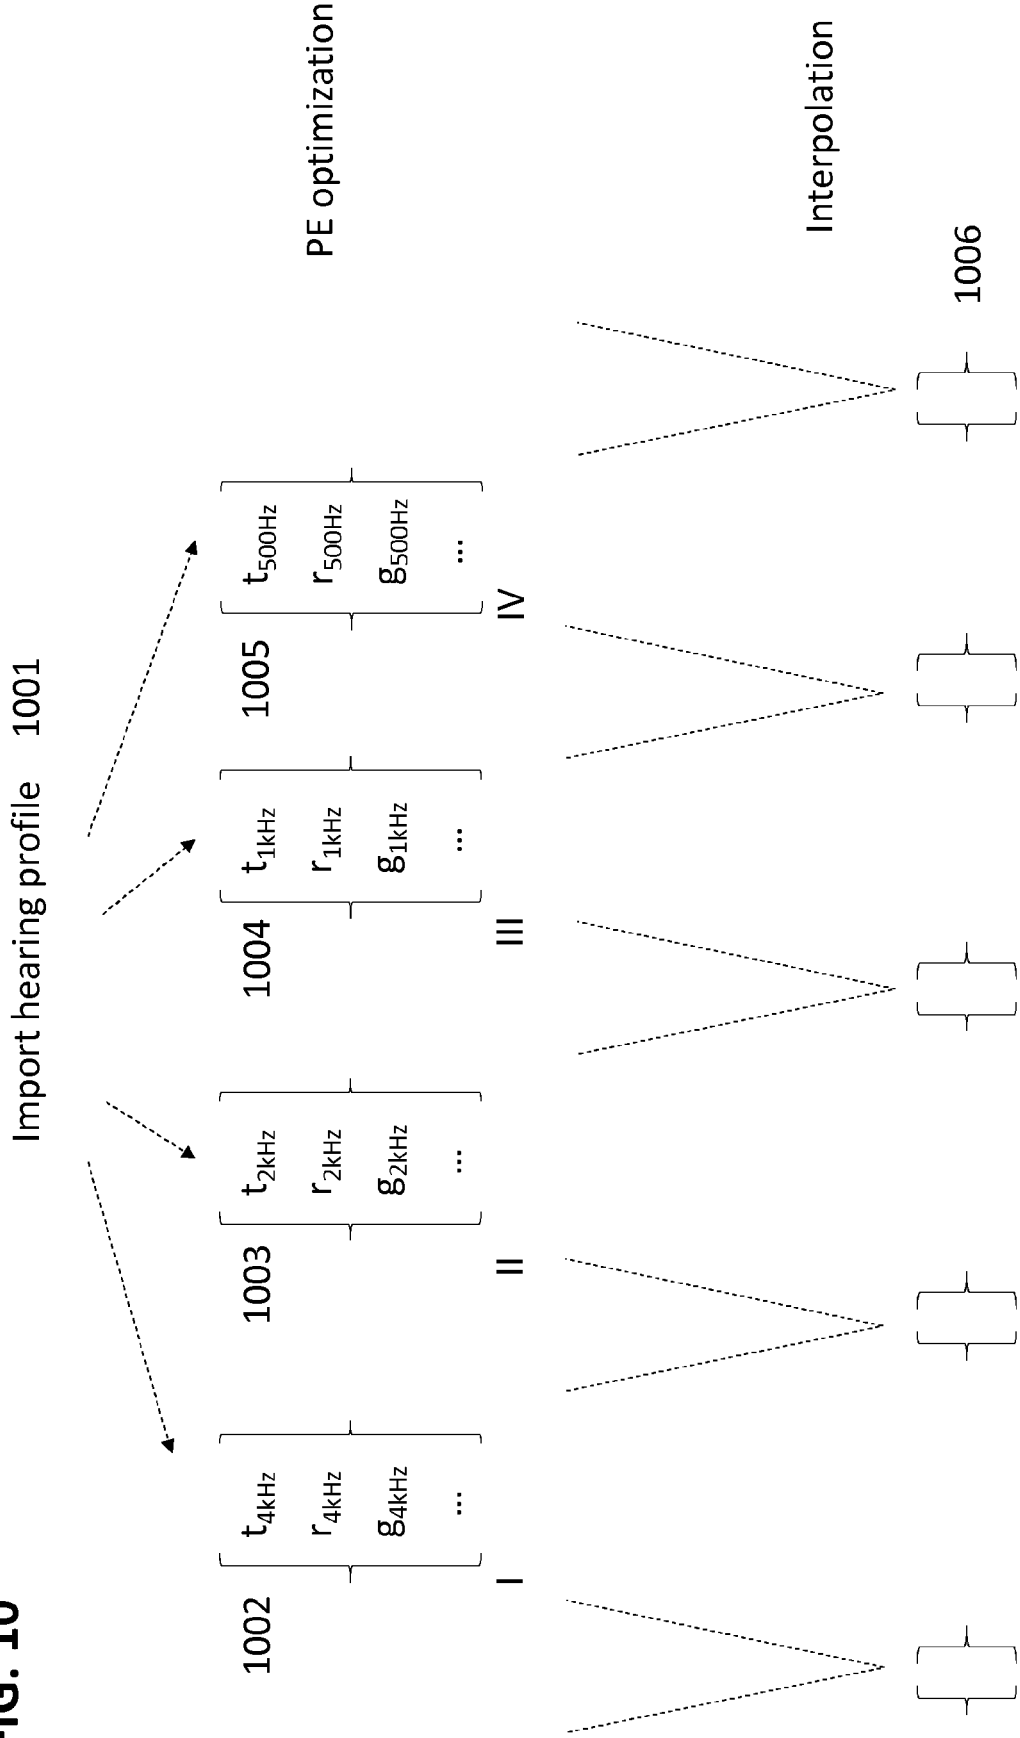 FIG. 10
Import hearing profile 1001
1002
t4kHz
r4kHz
g4kHz
...
I
1003
t2kHz
r2kHz
g2kHz
...
II
1004
t1kHz
r1kHz
g1kHz
...
III
1005
t500Hz
r500Hz
g500Hz
...
IV
PE optimization
Interpolation
1006